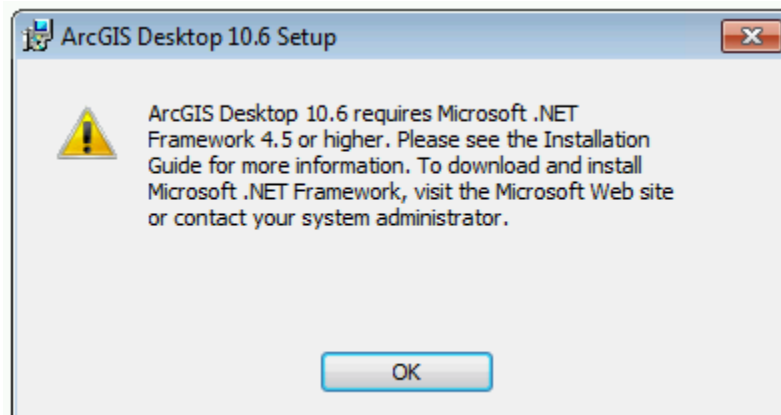 ArcGIS Desktop 10.6 Setup
ArcGIS Desktop 10.6 requires Microsoft .NET
Framework 4.5 or higher. Please see the Installation
Guide for more information. To download and install
Microsoft .NET Framework, visit the Microsoft Web site
or contact your system administrator.
OK